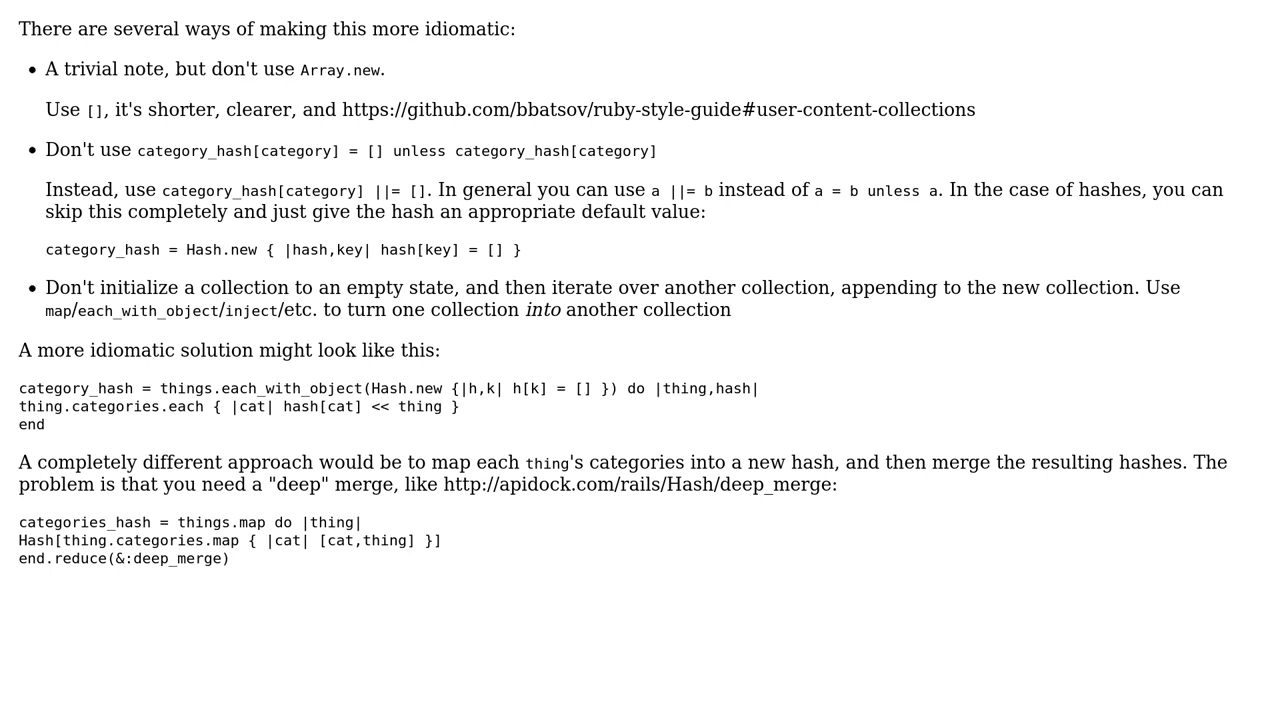 There are several ways of making this more idiomatic:
• A trivial note, but don't use Array.new.
Use [], it's shorter, clearer, and https://github.com/bbatsov/ruby-style-guide#user-content-collections
• Don't use category_hash[category] = [] unless category_hash[category]
Instead, use category_hash[category] ||= []. In general you can use a ||= b instead of a = b unless a. In the case of hashes, you can
skip this completely and just give the hash an appropriate default value:
category_hash = Hash.new { |hash,key| hash[key] = [] }
• Don't initialize a collection to an empty state, and then iterate over another collection, appending to the new collection. Use
map/each_with_object/inject/etc. to turn one collection into another collection
A more idiomatic solution might look like this:
category_hash = things.each_with_object(Hash.new {|h,k| h[k] = [] }) do |thing,hash|
thing.categories.each { |cat| hash[cat] << thing }
end
A completely different approach would be to map each thing's categories into a new hash, and then merge the resulting hashes. The
problem is that you need a "deep" merge, like http://apidock.com/rails/Hash/deep_merge:
categories_hash = things.map do |thing|
Hash[thing.categories.map { |cat| [cat,thing] }]
end.reduce(&:deep_merge)